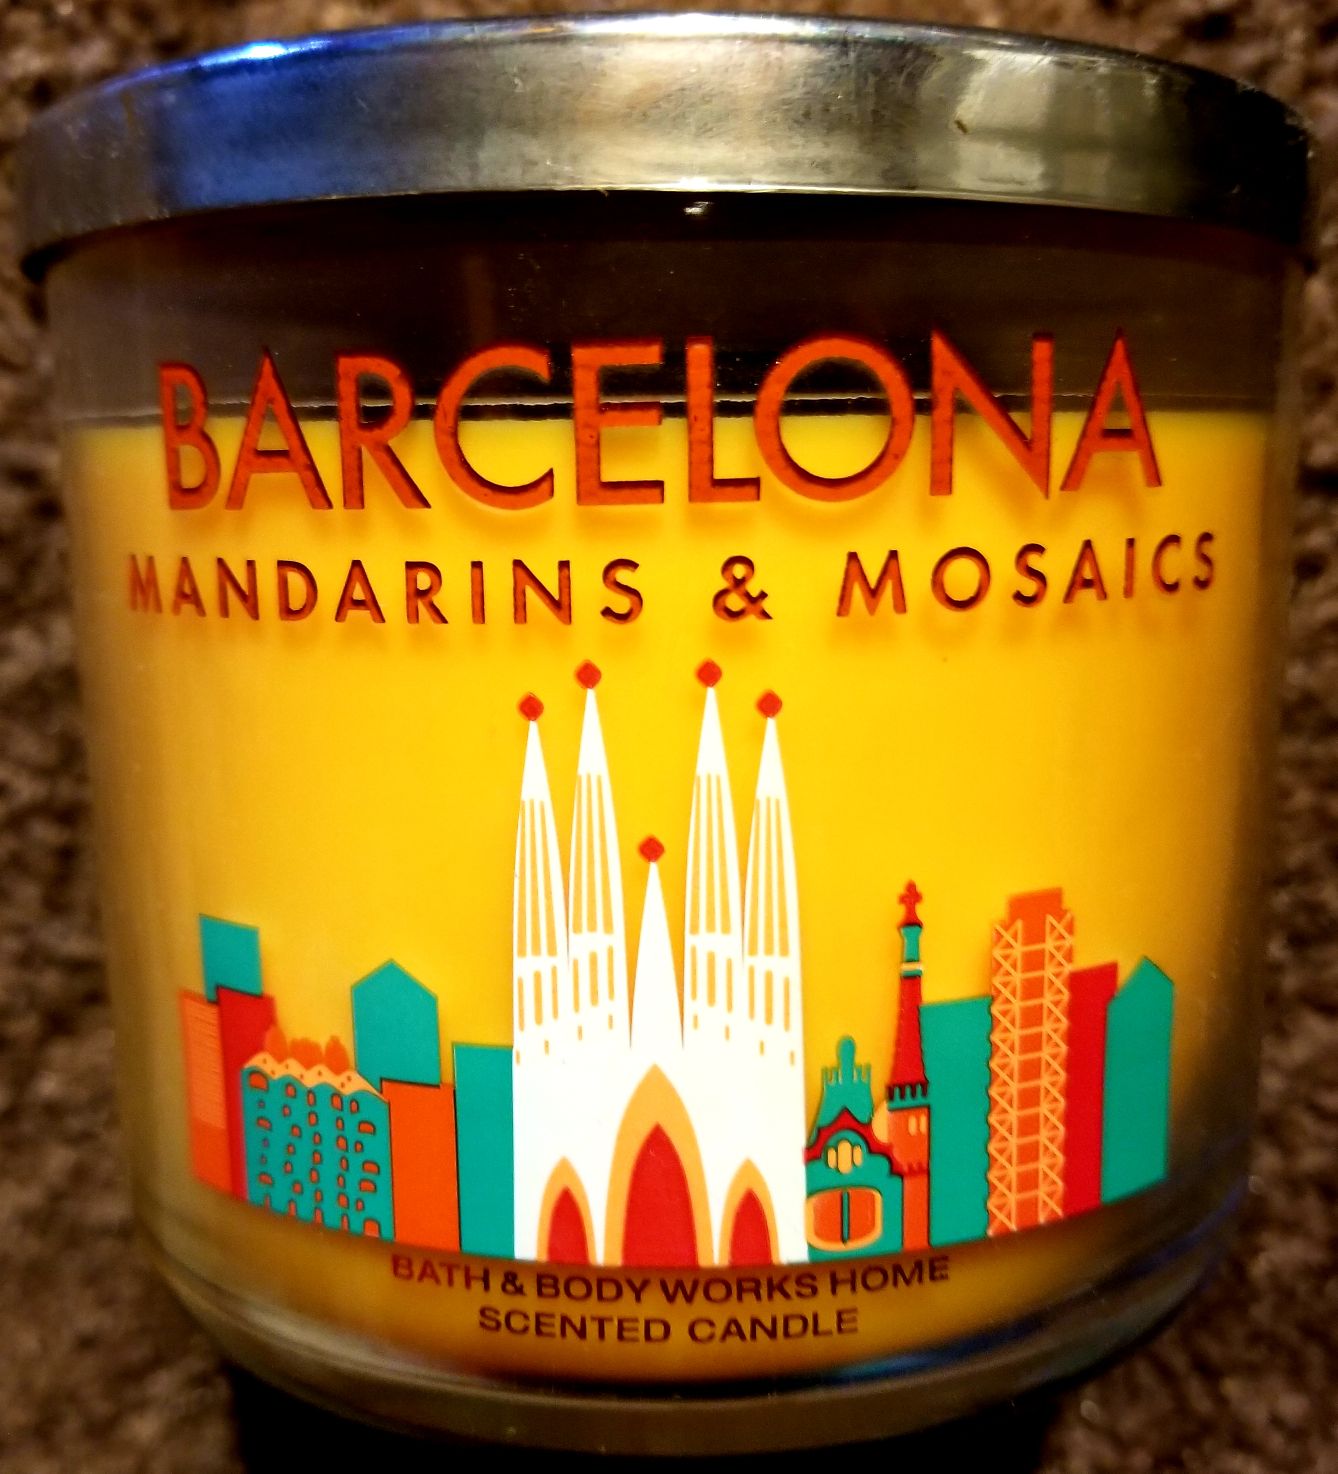 BARCELONA
MANDARINS & MOSAICS
BATH & BODY WORKS HOME
SCENTED CANDLE